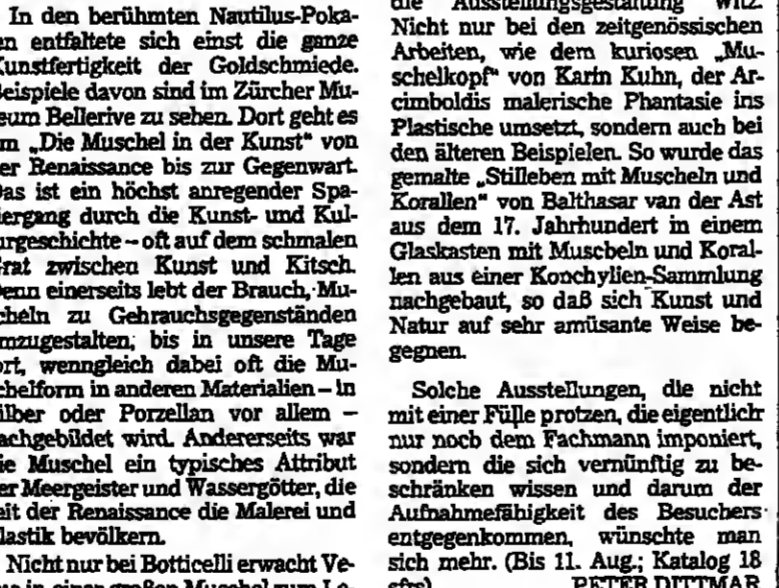 In den berühmten Nautilus-Poka-
en entfaltete sich einst die ganze
Kunstfertigkeit der Goldschmiede.
Beispiele davon sind im Zürcher Mu-
eum Bellerive zu sehen. Dort geht es
m „Die Muschel in der Kunst“ von
er Renaissance bis zur Gegenwart.
Das ist ein höchst anregender Spa-
iergang durch die Kunst- und Kul-
urgeschichte – oft auf dem schmalen
Grat zwischen Kunst und Kitsch.
Denn einerseits lebt der Brauch, Mu-
cheln zu Gebrauchsgegenständen
mzugestalten, bis in unsere Tage
ort, wenngleich dabei oft die Mu-
chelform in anderen Materialien – in
ilber oder Porzellan vor allem –
achgebildet wird. Andererseits war
ie Muschel ein typisches Attribut
er Meergeister und Wassergötter, die
eit der Renaissance die Malerei und
lastik bevölkern.
Nicht nur bei Botticelli erwacht Ve-
us in einer großen Muschel zum Le-
die Ausstellungsgestaltung Witz.
Nicht nur bei den zeitgenössischen
Arbeiten, wie dem kuriosen „Mu-
schelkopf“ von Karin Kuhn, der Ar-
cimboldis malerische Phantasie ins
Plastische umsetzt, sondern auch bei
den älteren Beispielen. So wurde das
gemalte „Stilleben mit Muscheln und
Korallen“ von Balthasar van der Ast
aus dem 17. Jahrhundert in einem
Glaskasten mit Muscheln und Koral-
len aus einer Konchylien-Sammlung
nachgebaut, so daß sich Kunst und
Natur auf sehr amüsante Weise be-
gegnen.
Solche Ausstellungen, die nicht
mit einer Fülle protzen, die eigentlich
nur noch dem Fachmann imponiert,
sondern die sich vernünftig zu be-
schränken wissen und darum der
Aufnahmefähigkeit des Besuchers
entgegenkommen, wünschte man
sich mehr. (Bis 11. Aug.; Katalog 18
sfrs) PETER DITTMAR